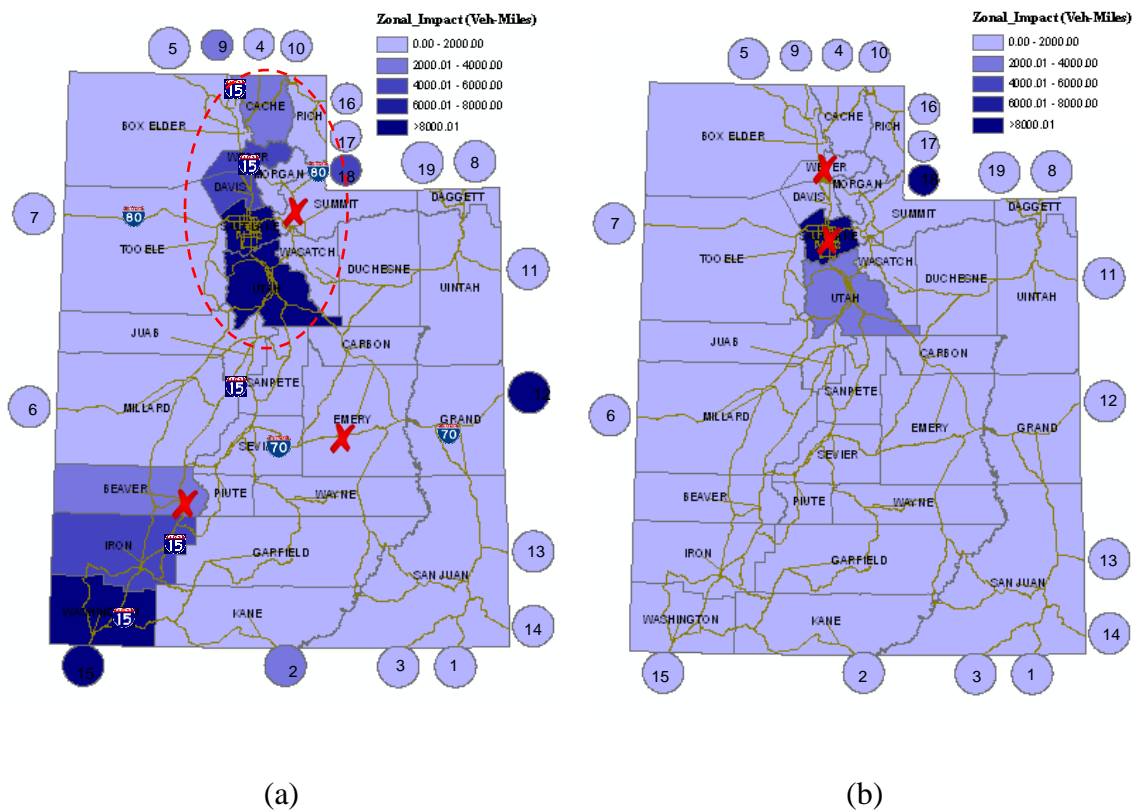 Zonal_Impact (Veh-Miles)
0.00 - 2000.00
2000.01 - 4000.00
4000.01 - 6000.00
6000.01 - 8000.00
>8000.01
5
9
4
10
15
CACHE
RICH
16
BOX ELDER
17
15
MORGAN
80
18
19
8
DAVIS
DAGGETT
7
80
SUMMIT
TOOELE
WASATCH
DUCHESNE
11
UINTAH
UTAH
JUAB
CARBON
15
SANPETE
12
6
MILLARD
EMERY
GRAND
SEVIER
70
70
BEAVER
PIUTE
WAYNE
IRON
15
GARFIELD
13
SAN JUAN
15
KANE
14
15
2
3
1
(a)
Zonal_Impact (Veh-Miles)
0.00 - 2000.00
2000.01 - 4000.00
4000.01 - 6000.00
6000.01 - 8000.00
>8000.01
5
9
4
10
16
CACHE
BOX ELDER
RICH
17
MORGAN
18
19
8
DAVIS
DAGGETT
7
SUMMIT
TOOELE
WASATCH
DUCHESNE
11
UINTAH
UTAH
JUAB
CARBON
SANPETE
12
6
MILLARD
EMERY
GRAND
SEVIER
BEAVER
PIUTE
WAYNE
IRON
GARFIELD
13
SAN JUAN
WASHINGTON
KANE
14
15
2
3
1
(b)